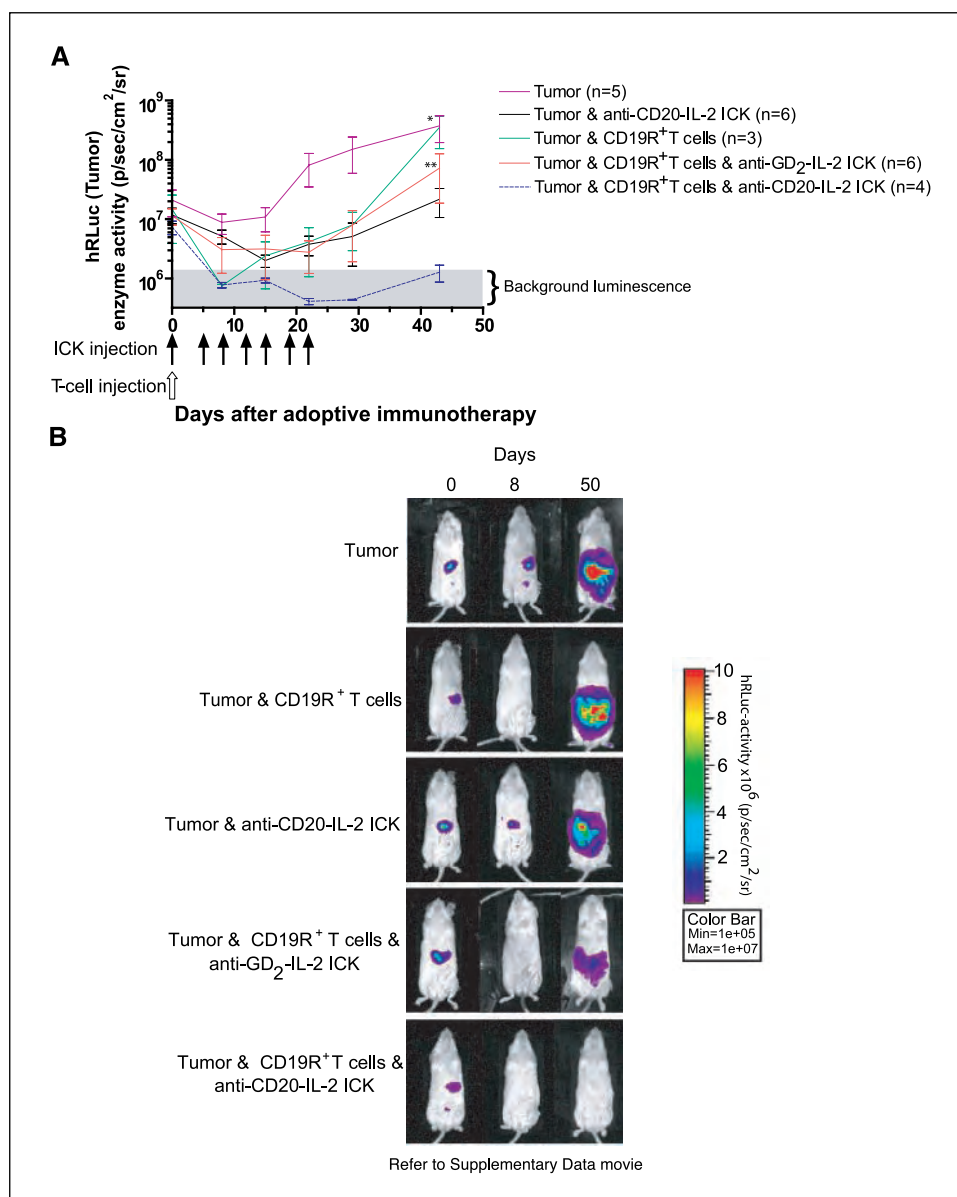 A
hRLuc (Tumor)
enzyme activity (p/sec/cm²/sr)
10⁹
10⁸
10⁷
10⁶
*
**
0 10 20 30 40 50
Tumor (n=5)
Tumor & anti-CD20-IL-2 ICK (n=6)
Tumor & CD19R⁺T cells (n=3)
Tumor & CD19R⁺T cells & anti-GD₂-IL-2 ICK (n=6)
Tumor & CD19R⁺T cells & anti-CD20-IL-2 ICK (n=4)
} Background luminescence
ICK injection
T-cell injection
Days after adoptive immunotherapy
B
Days
0 8 50
Tumor
Tumor & CD19R⁺ T cells
Tumor & anti-CD20-IL-2 ICK
Tumor & CD19R⁺ T cells &
anti-GD₂-IL-2 ICK
Tumor & CD19R⁺T cells &
anti-CD20-IL-2 ICK
10
8
6
4
2
hRLuc-activity x10⁶ (p/sec/cm²/sr)
Color Bar
Min=1e+05
Max=1e+07
Refer to Supplementary Data movie